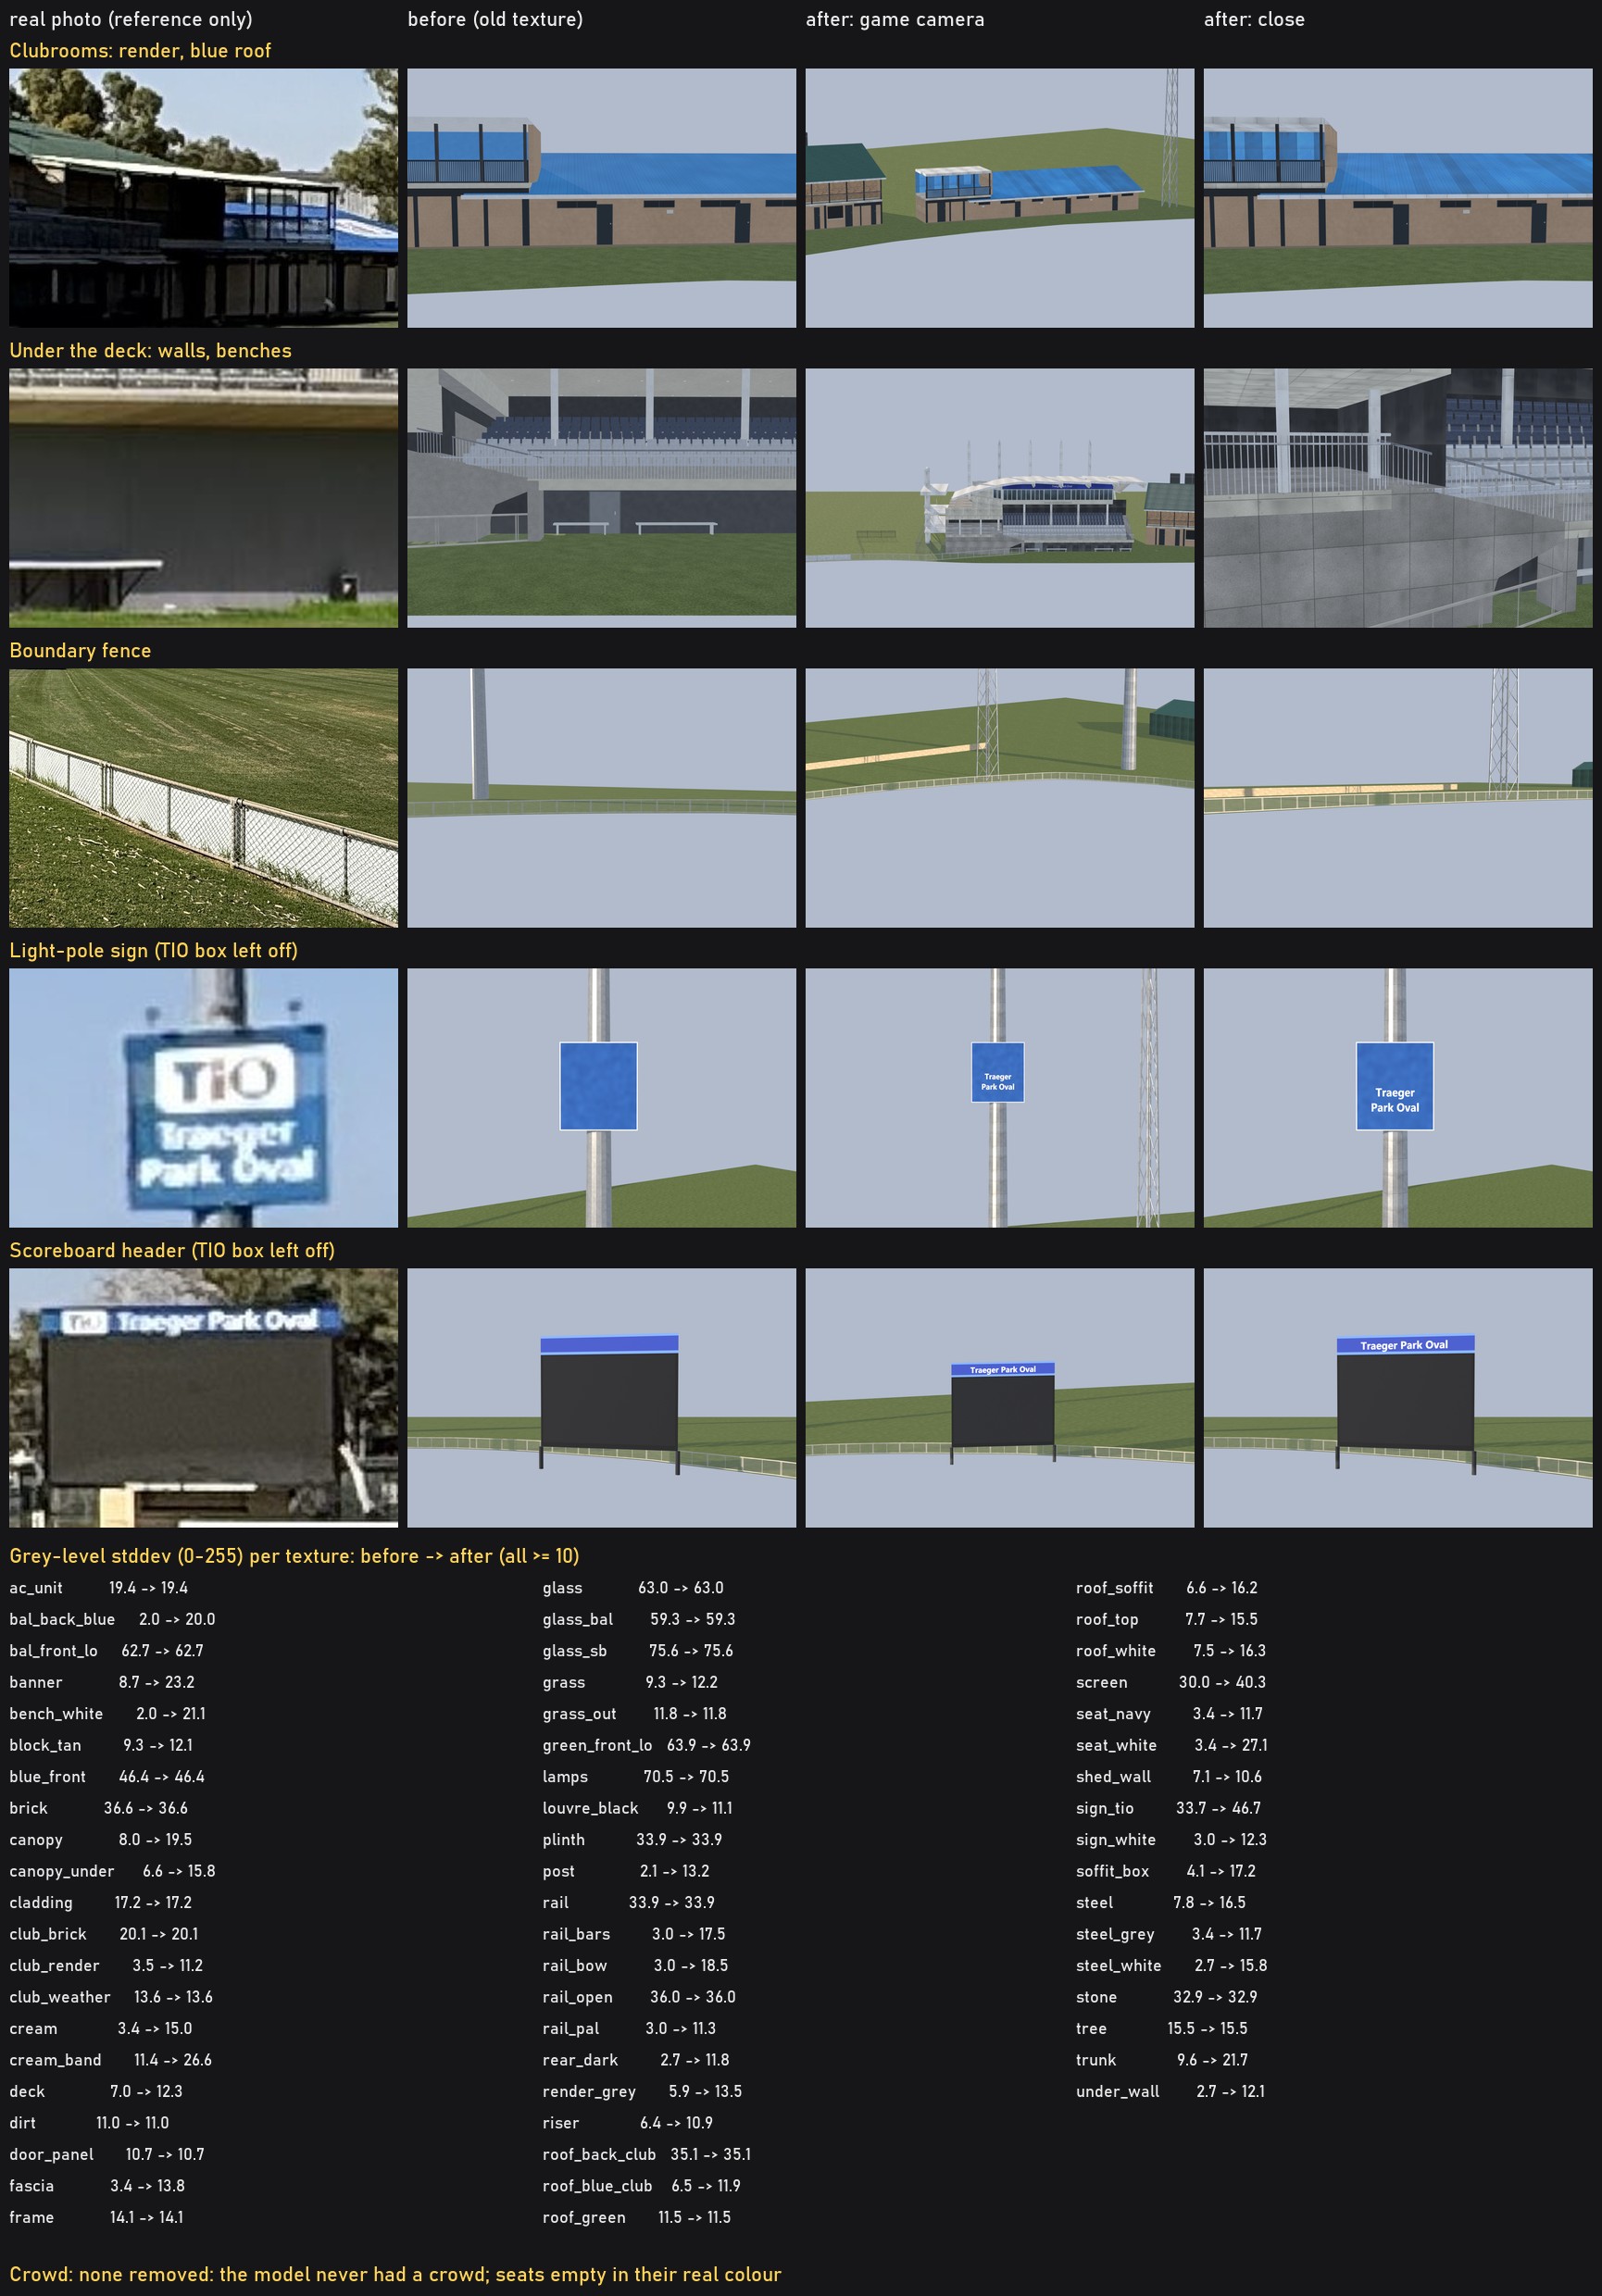 real photo (reference only) before (old texture) after: game camera after: close
Clubrooms: render, blue roof
Under the deck: walls, benches
Boundary fence
Light-pole sign (TIO box left off)
TiO
Traeger
Park Oval
Traeger
Park Oval
Traeger
Park Oval
Scoreboard header (TIO box left off)
TiO Traeger Park Oval
Traeger Park Oval
Traeger Park Oval
Grey-level stddev (0-255) per texture: before -> after (all >= 10)
ac_unit 19.4 -> 19.4
bal_back_blue 2.0 -> 20.0
bal_front_lo 62.7 -> 62.7
banner 8.7 -> 23.2
bench_white 2.0 -> 21.1
block_tan 9.3 -> 12.1
blue_front 46.4 -> 46.4
brick 36.6 -> 36.6
canopy 8.0 -> 19.5
canopy_under 6.6 -> 15.8
cladding 17.2 -> 17.2
club_brick 20.1 -> 20.1
club_render 3.5 -> 11.2
club_weather 13.6 -> 13.6
cream 3.4 -> 15.0
cream_band 11.4 -> 26.6
deck 7.0 -> 12.3
dirt 11.0 -> 11.0
door_panel 10.7 -> 10.7
fascia 3.4 -> 13.8
frame 14.1 -> 14.1
glass 63.0 -> 63.0
glass_bal 59.3 -> 59.3
glass_sb 75.6 -> 75.6
grass 9.3 -> 12.2
grass_out 11.8 -> 11.8
green_front_lo 63.9 -> 63.9
lamps 70.5 -> 70.5
louvre_black 9.9 -> 11.1
plinth 33.9 -> 33.9
post 2.1 -> 13.2
rail 33.9 -> 33.9
rail_bars 3.0 -> 17.5
rail_bow 3.0 -> 18.5
rail_open 36.0 -> 36.0
rail_pal 3.0 -> 11.3
rear_dark 2.7 -> 11.8
render_grey 5.9 -> 13.5
riser 6.4 -> 10.9
roof_back_club 35.1 -> 35.1
roof_blue_club 6.5 -> 11.9
roof_green 11.5 -> 11.5
roof_soffit 6.6 -> 16.2
roof_top 7.7 -> 15.5
roof_white 7.5 -> 16.3
screen 30.0 -> 40.3
seat_navy 3.4 -> 11.7
seat_white 3.4 -> 27.1
shed_wall 7.1 -> 10.6
sign_tio 33.7 -> 46.7
sign_white 3.0 -> 12.3
soffit_box 4.1 -> 17.2
steel 7.8 -> 16.5
steel_grey 3.4 -> 11.7
steel_white 2.7 -> 15.8
stone 32.9 -> 32.9
tree 15.5 -> 15.5
trunk 9.6 -> 21.7
under_wall 2.7 -> 12.1
Crowd: none removed: the model never had a crowd; seats empty in their real colour